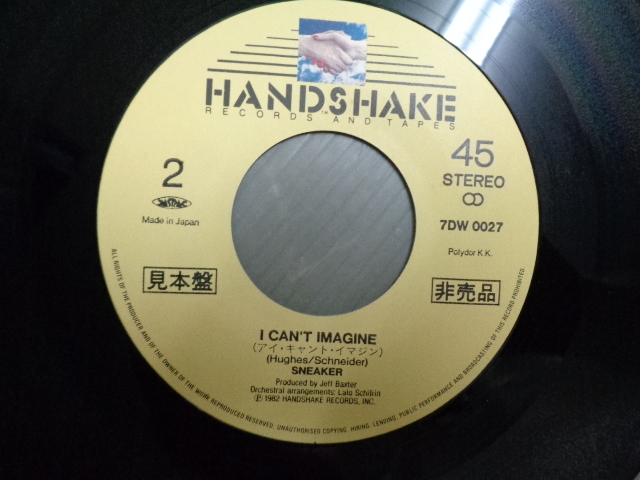 HANDSHAKE
RECORDS AND TAPES
TM
2
45
STEREO
JASRAC
Made in Japan
7DW 0027
Polydor K.K.
見本盤
非売品
I CAN'T IMAGINE
(アイ・キャント・イマジン)
(Hughes/Schneider)
SNEAKER
Produced by Jeff Baxter
Orchestral arrangements: Lalo Schifrin
Ⓟ 1982 HANDSHAKE RECORDS, INC.
ALL RIGHTS OF THE PRODUCER AND OF THE OWNER OF THE WORK REPRODUCED RESERVED. UNAUTHORISED COPYING, HIRING, LENDING, PUBLIC PERFORMANCE AND BROADCASTING OF THIS RECORD PROHIBITED.